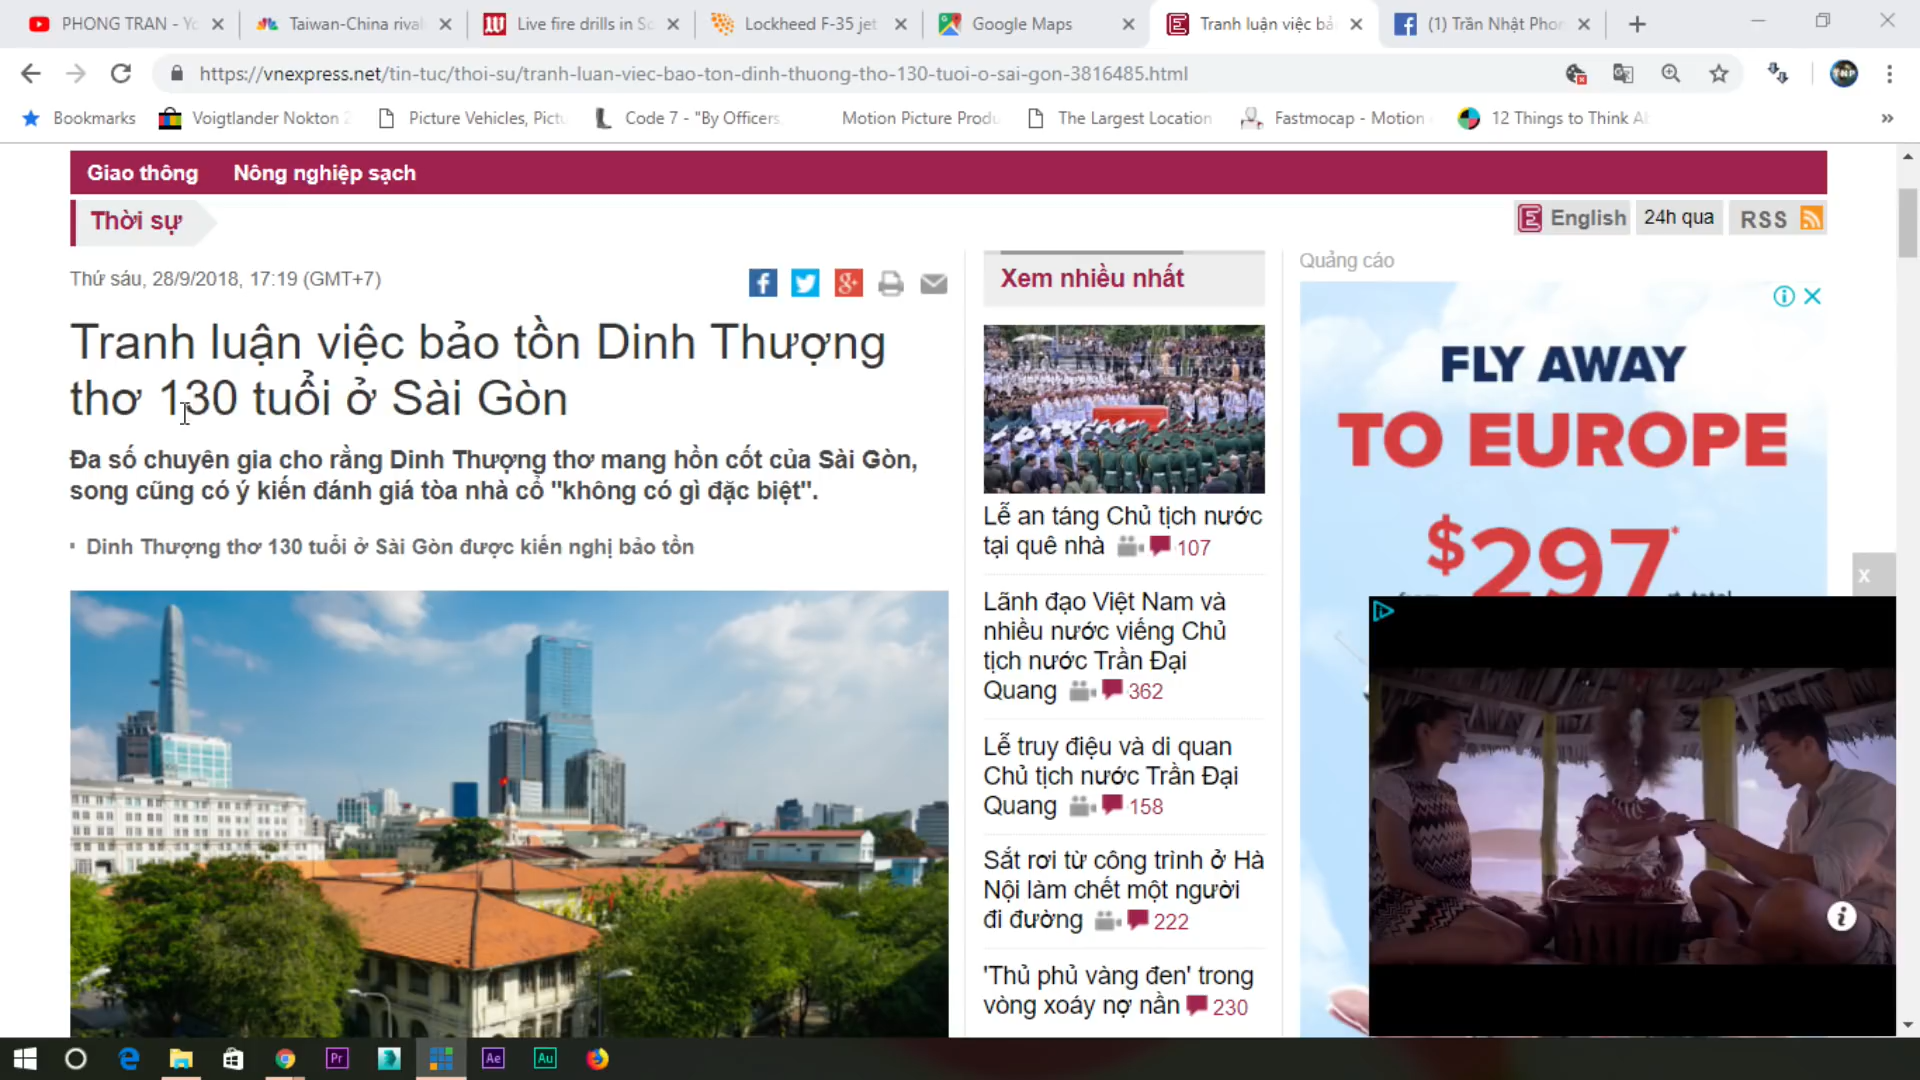 PHONG TRAN - Yo
Taiwan-China rival
Live fire drills in So
Lockheed F-35 jet
Google Maps
Tranh luận việc bả
(1) Trần Nhật Phon
https://vnexpress.net/tin-tuc/thoi-su/tranh-luan-viec-bao-ton-dinh-thuong-tho-130-tuoi-o-sai-gon-3816485.html
Bookmarks
Voigtlander Nokton 2
Picture Vehicles, Pictu
Code 7 - "By Officers
Motion Picture Produ
The Largest Location
Fastmocap - Motion
12 Things to Think Ab
Giao thông Nông nghiệp sạch
Thời sự
English
24h qua
RSS
Thứ sáu, 28/9/2018, 17:19 (GMT+7)
Tranh luận việc bảo tồn Dinh Thượng
thơ 130 tuổi ở Sài Gòn
Đa số chuyên gia cho rằng Dinh Thượng thơ mang hồn cốt của Sài Gòn,
song cũng có ý kiến đánh giá tòa nhà cổ "không có gì đặc biệt".
Dinh Thượng thơ 130 tuổi ở Sài Gòn được kiến nghị bảo tồn
Xem nhiều nhất
Lễ an táng Chủ tịch nước
tại quê nhà 107
Lãnh đạo Việt Nam và
nhiều nước viếng Chủ
tịch nước Trần Đại
Quang 362
Lễ truy điệu và di quan
Chủ tịch nước Trần Đại
Quang 158
Sắt rơi từ công trình ở Hà
Nội làm chết một người
đi đường 222
'Thủ phủ vàng đen' trong
vòng xoáy nợ nần 230
Quảng cáo
FLY AWAY
TO EUROPE
$297*
x
Pr
Ae
Au